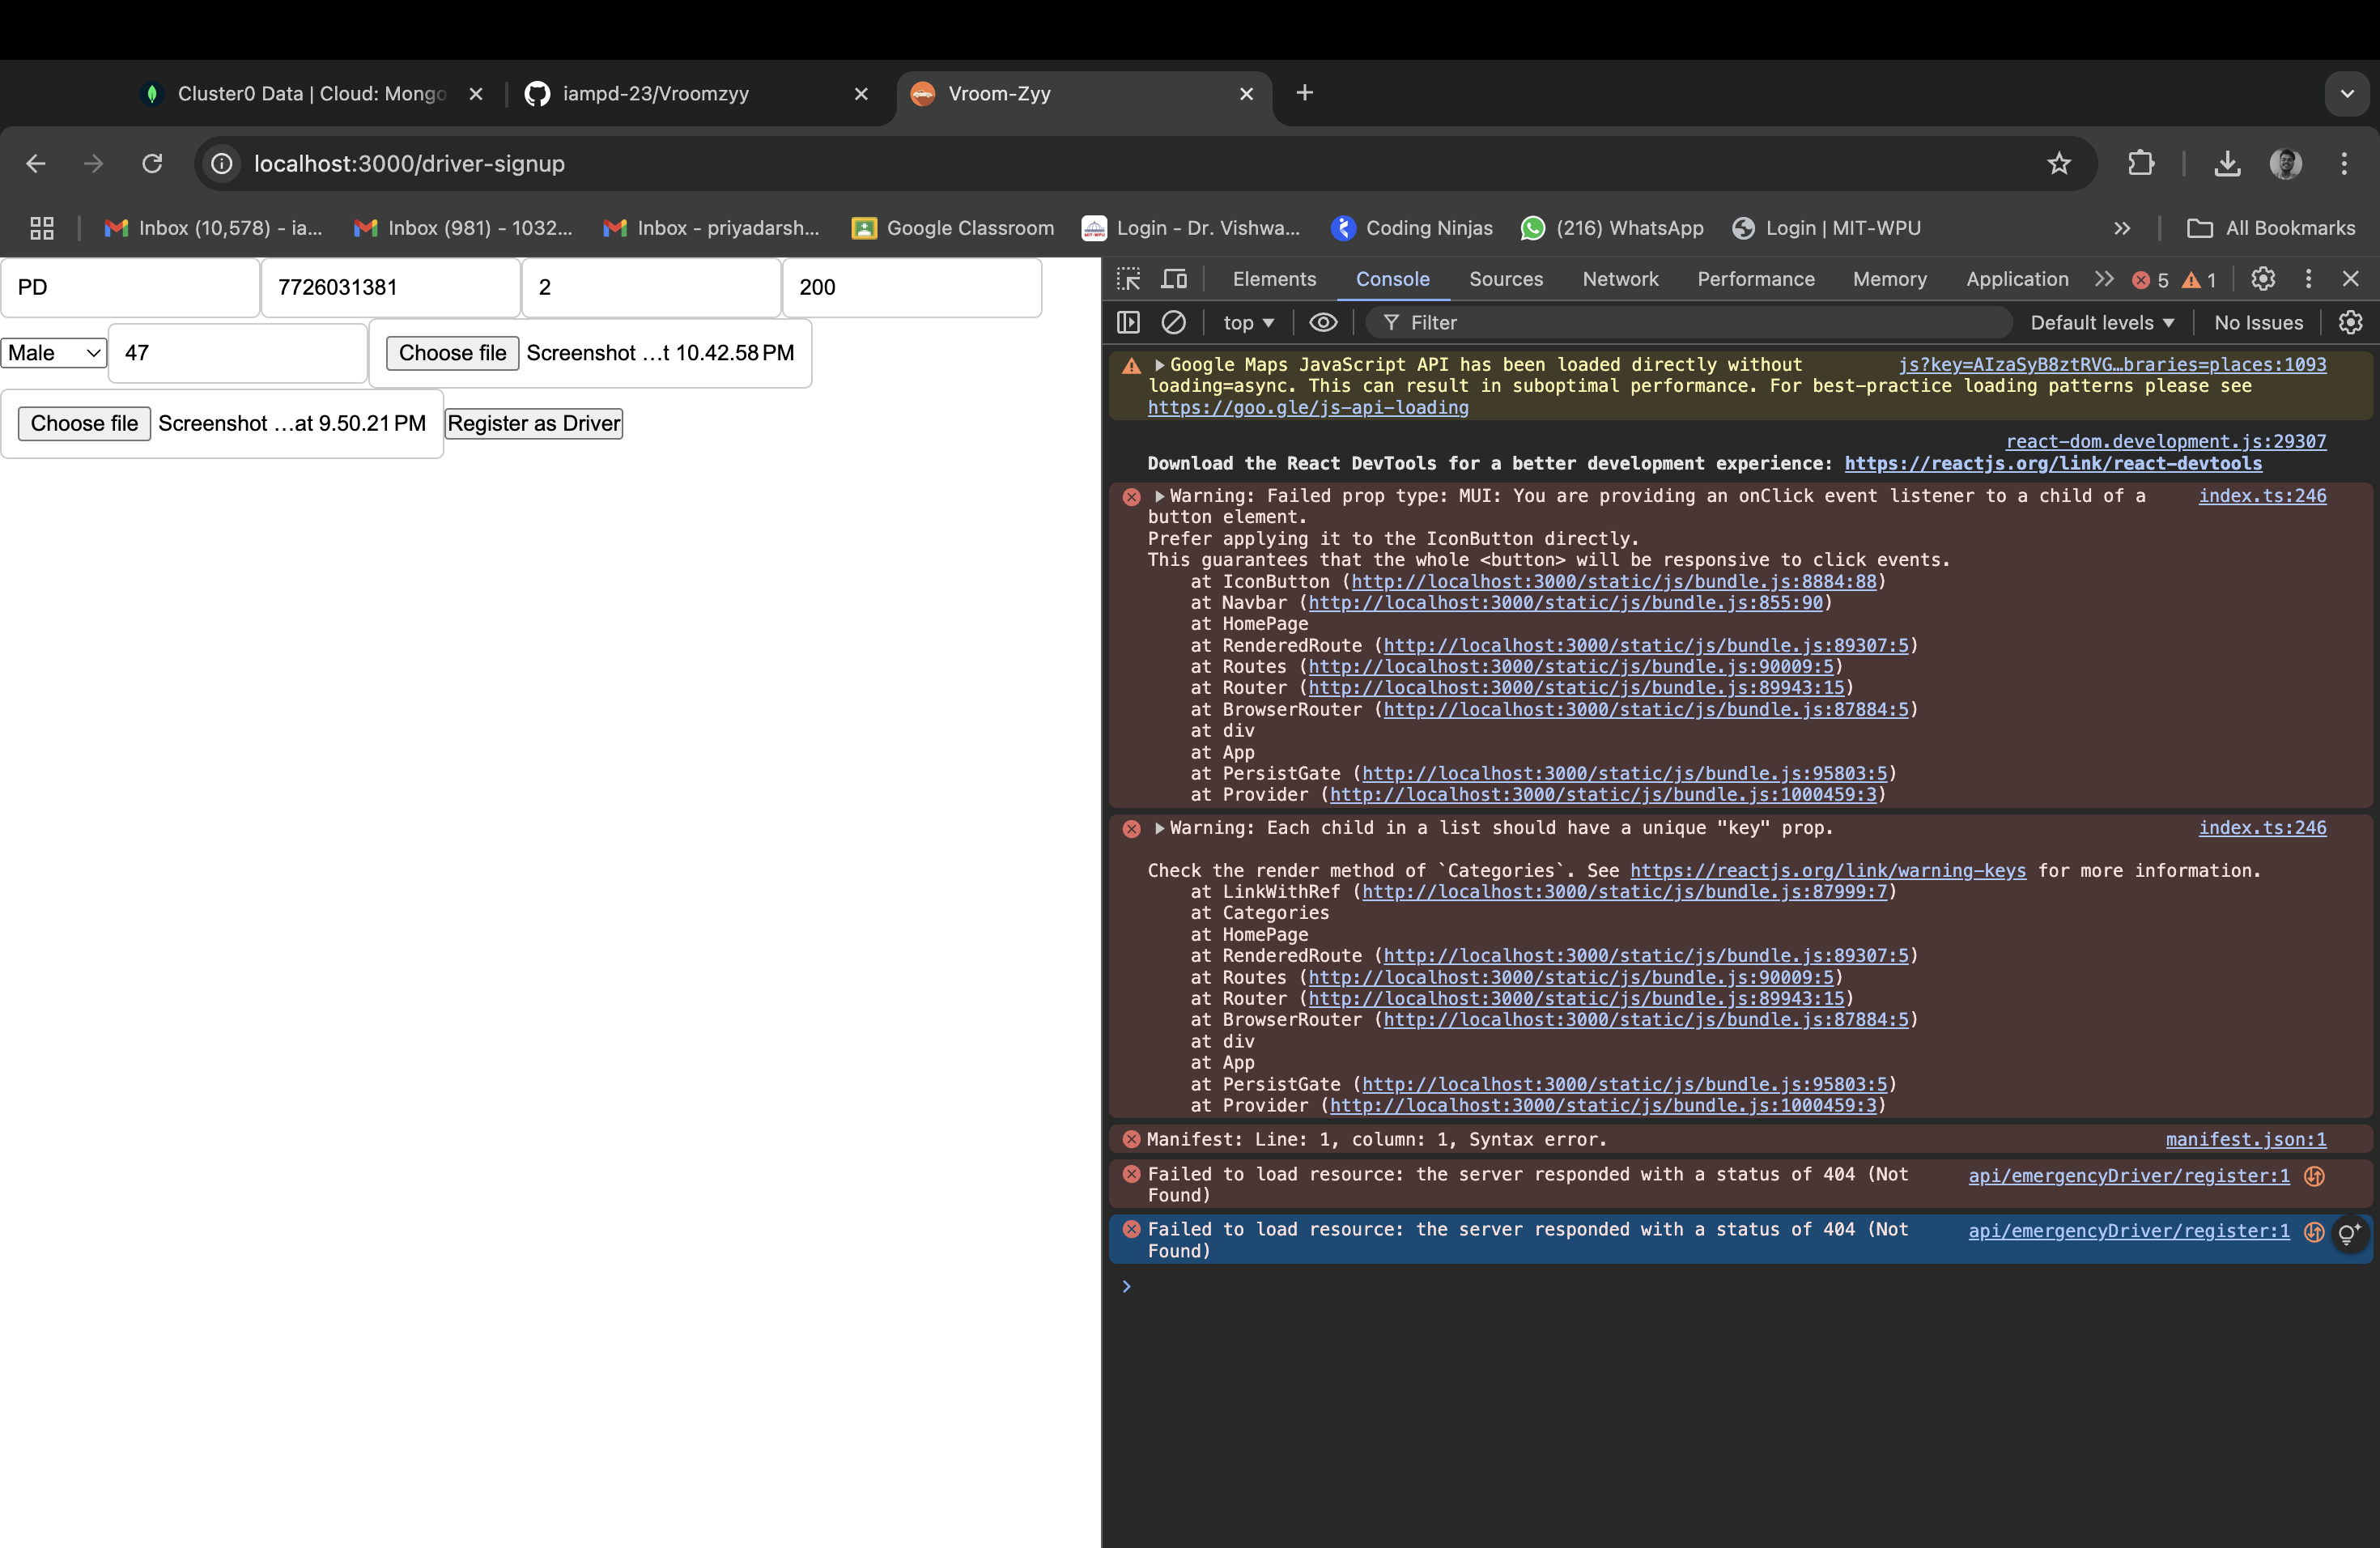 Cluster0 Data | Cloud: Mongo
iampd-23/Vroomzyy
Vroom-Zyy
localhost:3000/driver-signup
Inbox (10,578) - ia...
Inbox (981) - 1032...
Inbox - priyadarsh...
Google Classroom
Login - Dr. Vishwa...
Coding Ninjas
(216) WhatsApp
Login | MIT-WPU
All Bookmarks
PD
7726031381
2
200
Male
47
Choose file Screenshot ...t 10.42.58 PM
Choose file Screenshot ...at 9.50.21 PM
Register as Driver
Elements
Console
Sources
Network
Performance
Memory
Application
5
1
top
Filter
Default levels
No Issues
Google Maps JavaScript API has been loaded directly without js?key=AIzaSyB8ztRVG…braries=places:1093
loading=async. This can result in suboptimal performance. For best-practice loading patterns please see
https://goo.gle/js-api-loading
react-dom.development.js:29307
Download the React DevTools for a better development experience: https://reactjs.org/link/react-devtools
Warning: Failed prop type: MUI: You are providing an onClick event listener to a child of a index.ts:246
button element.
Prefer applying it to the IconButton directly.
This guarantees that the whole <button> will be responsive to click events.
at IconButton (http://localhost:3000/static/js/bundle.js:8884:88)
at Navbar (http://localhost:3000/static/js/bundle.js:855:90)
at HomePage
at RenderedRoute (http://localhost:3000/static/js/bundle.js:89307:5)
at Routes (http://localhost:3000/static/js/bundle.js:90009:5)
at Router (http://localhost:3000/static/js/bundle.js:89943:15)
at BrowserRouter (http://localhost:3000/static/js/bundle.js:87884:5)
at div
at App
at PersistGate (http://localhost:3000/static/js/bundle.js:95803:5)
at Provider (http://localhost:3000/static/js/bundle.js:1000459:3)
Warning: Each child in a list should have a unique "key" prop. index.ts:246
Check the render method of `Categories`. See https://reactjs.org/link/warning-keys for more information.
at LinkWithRef (http://localhost:3000/static/js/bundle.js:87999:7)
at Categories
at HomePage
at RenderedRoute (http://localhost:3000/static/js/bundle.js:89307:5)
at Routes (http://localhost:3000/static/js/bundle.js:90009:5)
at Router (http://localhost:3000/static/js/bundle.js:89943:15)
at BrowserRouter (http://localhost:3000/static/js/bundle.js:87884:5)
at div
at App
at PersistGate (http://localhost:3000/static/js/bundle.js:95803:5)
at Provider (http://localhost:3000/static/js/bundle.js:1000459:3)
Manifest: Line: 1, column: 1, Syntax error. manifest.json:1
Failed to load resource: the server responded with a status of 404 (Not api/emergencyDriver/register:1
Found)
Failed to load resource: the server responded with a status of 404 (Not api/emergencyDriver/register:1
Found)